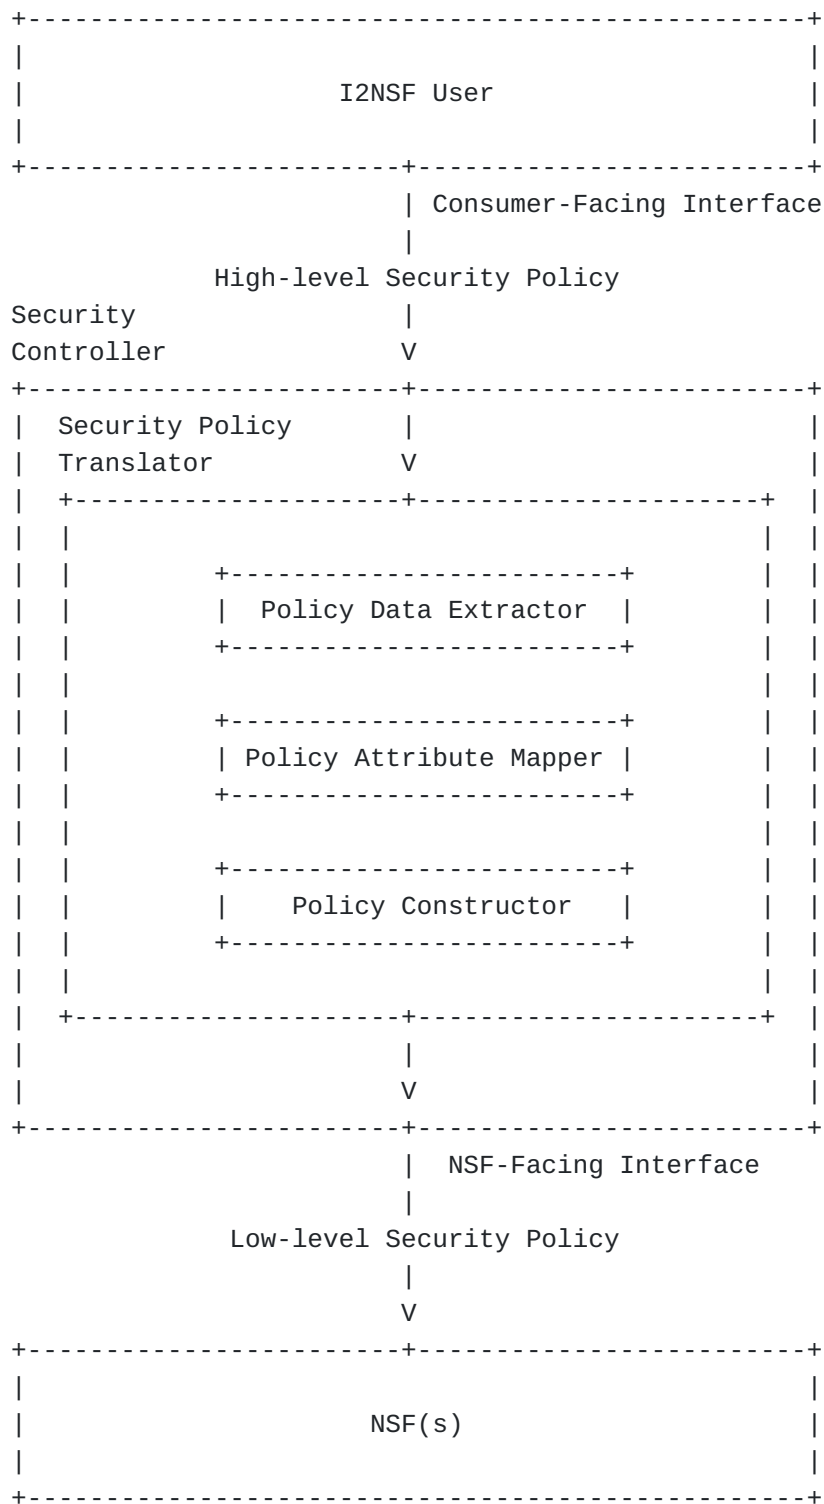 I2NSF User
Consumer-Facing Interface
High-level Security Policy
Security
Controller V
Security Policy
Translator V
Policy Data Extractor
Policy Attribute Mapper
Policy Constructor
V
NSF-Facing Interface
Low-level Security Policy
V
NSF(s)